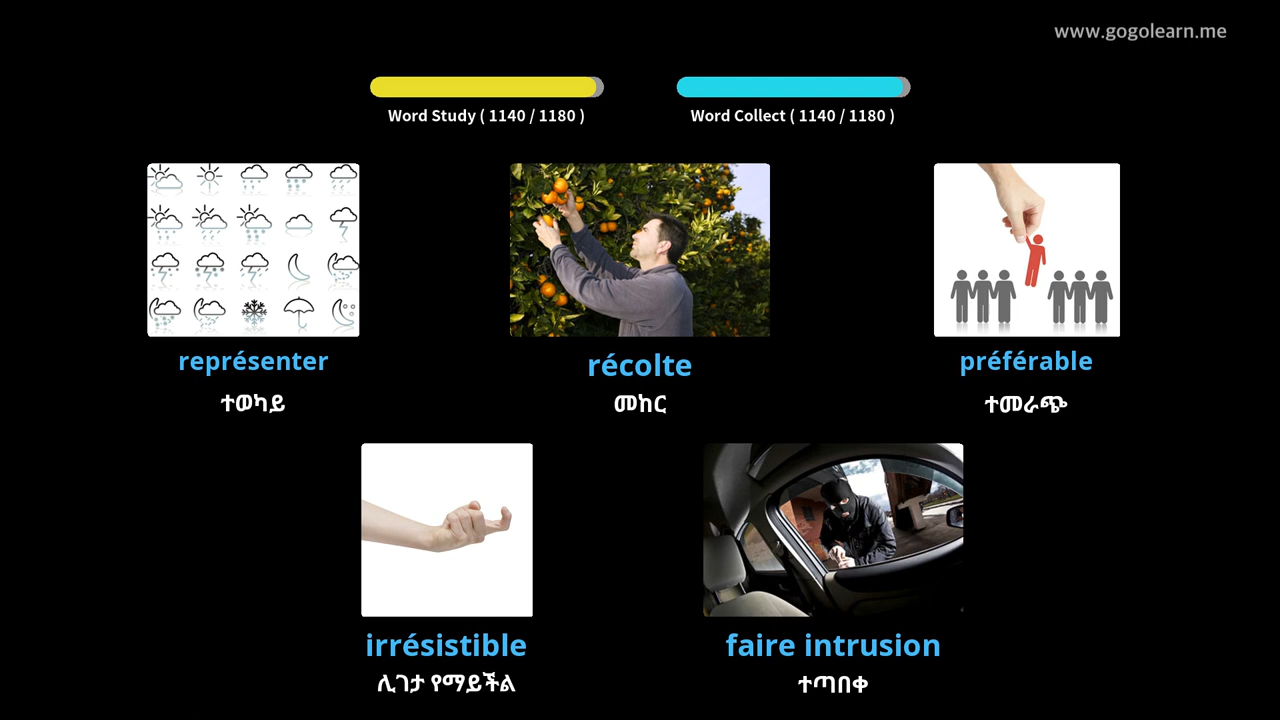 www.gogolearn.me
Word Study ( 1140 / 1180 )
Word Collect ( 1140 / 1180 )
représenter
récolte
préférable
ተወካይ
መከር
ተመራጭ
irrésistible
faire intrusion
ሊገታ የማይችል
ተጣበቀ